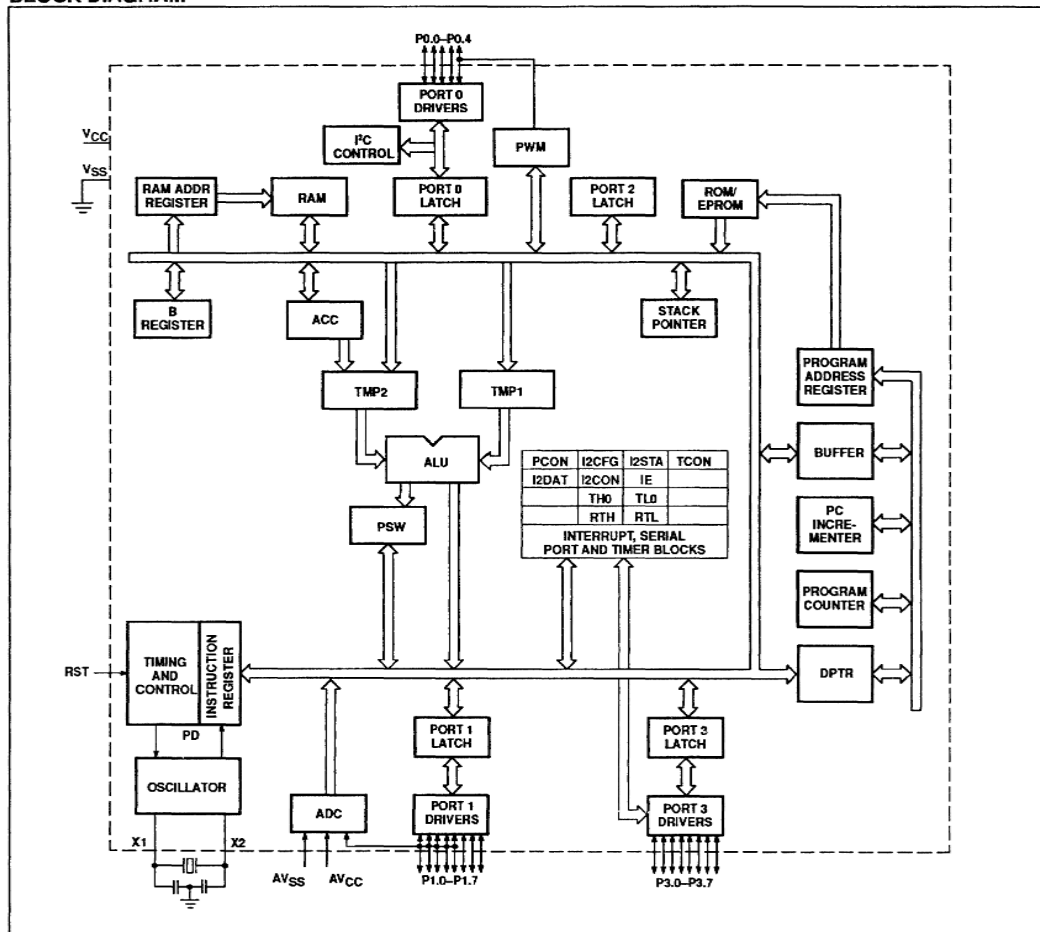 P0.0–P0.4
PORT 0
DRIVERS
VCC
I²C
CONTROL
PWM
VSS
RAM ADDR
REGISTER
RAM
PORT 0
LATCH
PORT 2
LATCH
ROM/
EPROM
B
REGISTER
ACC
STACK
POINTER
PROGRAM
ADDRESS
REGISTER
TMP2
TMP1
ALU
BUFFER
PCON I2CFG I2STA TCON
I2DAT I2CON IE
TH0 TL0
RTH RTL
INTERRUPT, SERIAL
PORT AND TIMER BLOCKS
PSW
PC
INCRE-
MENTER
PROGRAM
COUNTER
RST
TIMING
AND
CONTROL
INSTRUCTION
REGISTER
DPTR
PD
PORT 1
LATCH
PORT 3
LATCH
OSCILLATOR
ADC
PORT 1
DRIVERS
PORT 3
DRIVERS
X1
X2
AVSS
AVCC
P1.0–P1.7
P3.0–P3.7